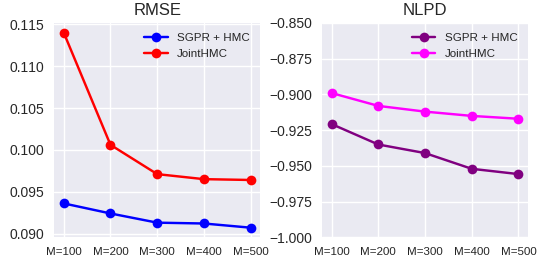 RMSE
0.115
0.110
0.105
0.100
0.095
0.090
M=100 M=200 M=300 M=400 M=500
SGPR + HMC
JointHMC
NLPD
−0.850
−0.875
−0.900
−0.925
−0.950
−0.975
−1.000
M=100 M=200 M=300 M=400 M=500
SGPR + HMC
JointHMC